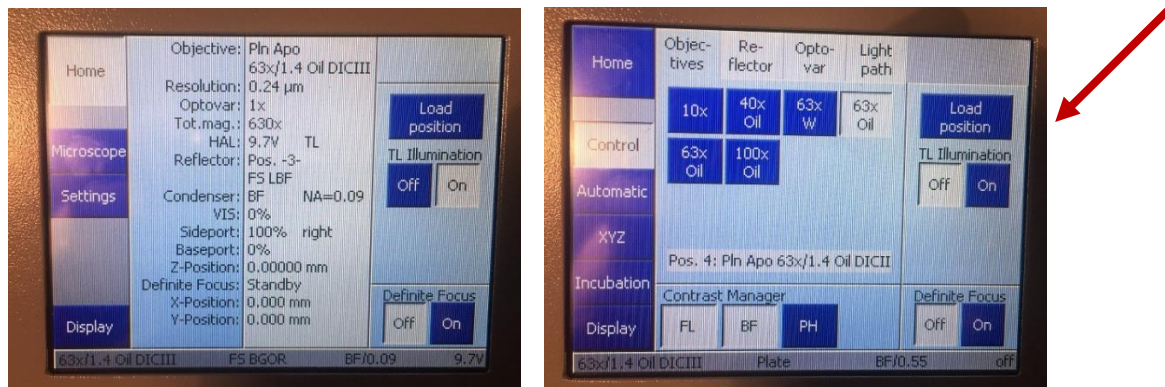 Home
Microscope
Settings
Display
Objective: Pln Apo
63x/1.4 Oil DICIII
Resolution: 0.24 µm
Optovar: 1x
Tot.mag.: 630x
HAL: 9.7V TL
Reflector: Pos. -3-
FS LBF
Condenser: BF NA=0.09
VIS: 0%
Sideport: 100% right
Baseport: 0%
Z-Position: 0.00000 mm
Definite Focus: Standby
X-Position: 0.000 mm
Y-Position: 0.000 mm
Load
position
TL Illumination
Off On
Definite Focus
Off On
63x/1.4 Oil DICIII FS BGOR BF/0.09 9.7V
Home
Control
Automatic
XYZ
Incubation
Display
Objec- Re- Opto- Light
tives flector var path
10x 40x 63x 63x
Oil W Oil
63x 100x
Oil Oil
Pos. 4: Pln Apo 63x/1.4 Oil DICII
Contrast Manager
FL BF PH
Load
position
TL Illumination
Off On
Definite Focus
Off On
63x/1.4 Oil DICIII Plate BF/0.55 off